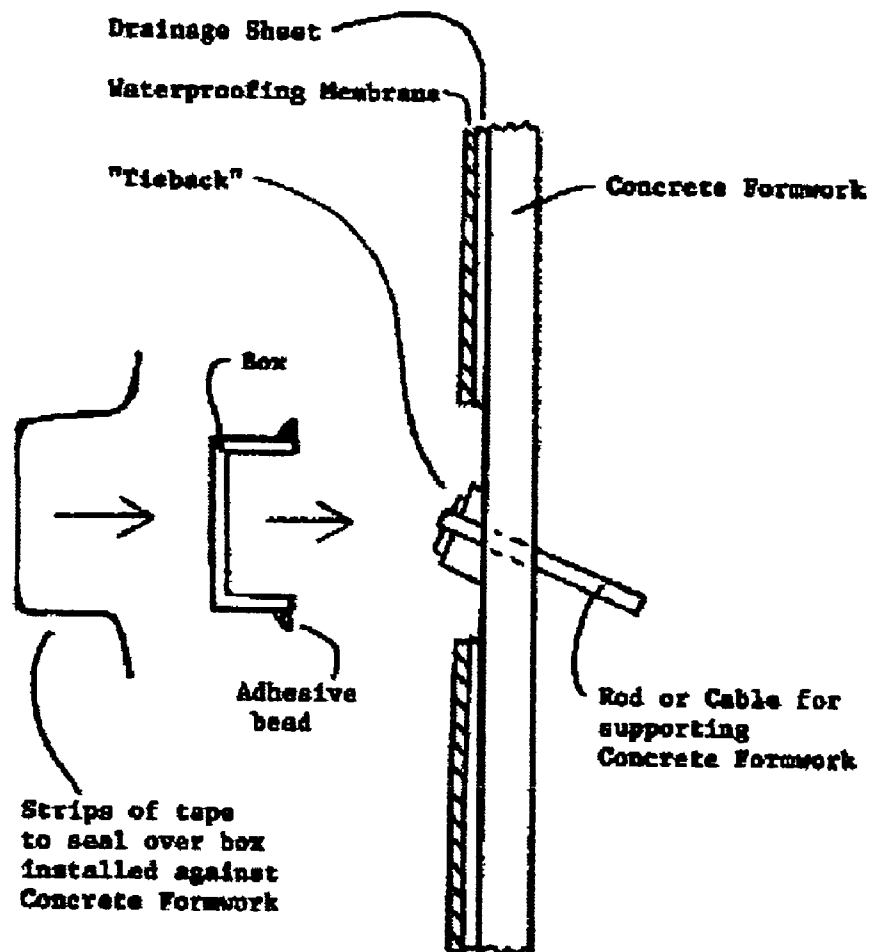 Drainage Sheet
Waterproofing Membrane
"Tieback"
Concrete Formwork
Box
Adhesive
bead
Rod or Cable for
supporting
Concrete Formwork
Strips of tape
to seal over box
installed against
Concrete Formwork